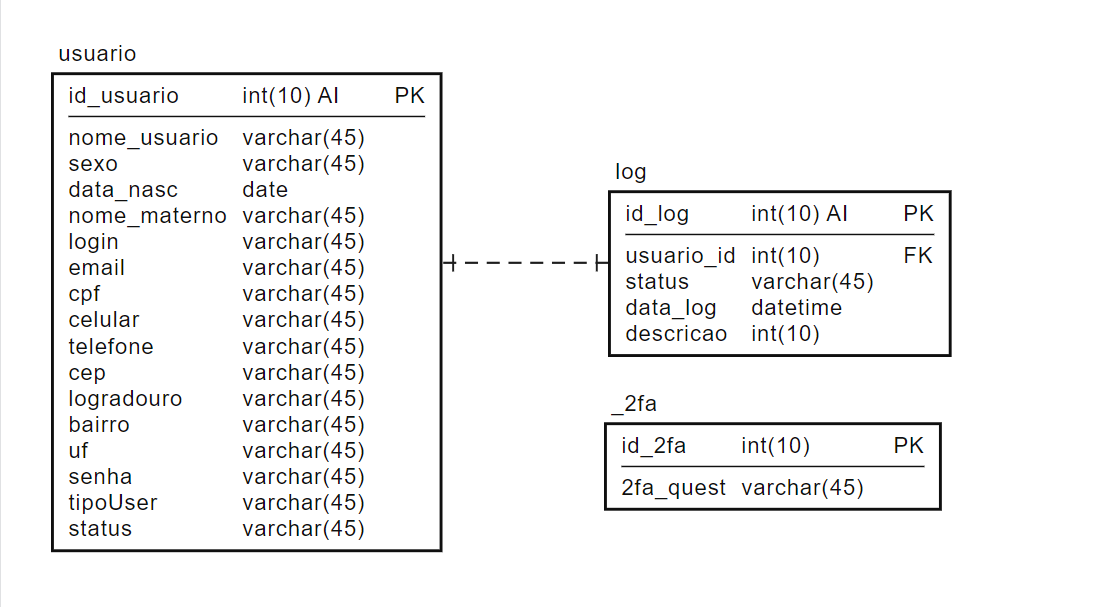 usuario
id_usuario int(10) AI PK
nome_usuario varchar(45)
sexo varchar(45)
data_nasc date
nome_materno varchar(45)
login varchar(45)
email varchar(45)
cpf varchar(45)
celular varchar(45)
telefone varchar(45)
cep varchar(45)
logradouro varchar(45)
bairro varchar(45)
uf varchar(45)
senha varchar(45)
tipoUser varchar(45)
status varchar(45)
log
id_log int(10) AI PK
usuario_id int(10) FK
status varchar(45)
data_log datetime
descricao int(10)
_2fa
id_2fa int(10) PK
2fa_quest varchar(45)